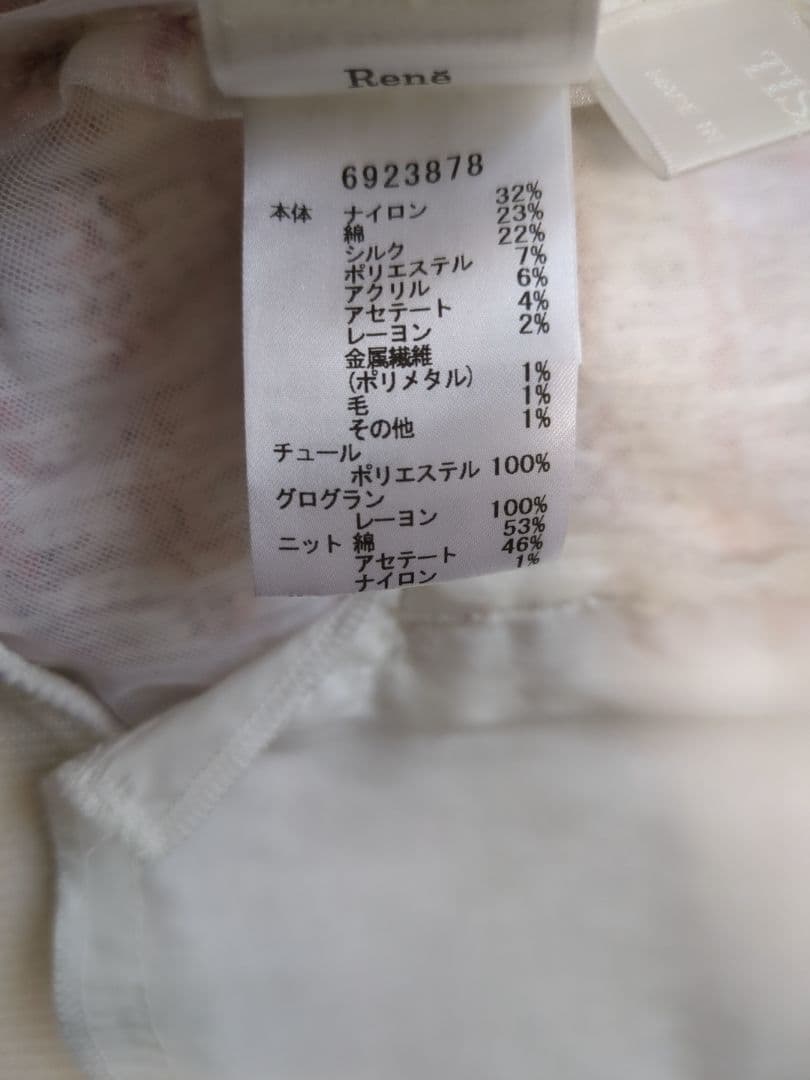 Renē
6923878
本体 ナイロン 32%
綿 23%
シルク 22%
ポリエステル 7%
アクリル 6%
アセテート 4%
レーヨン 2%
金属繊維
(ポリメタル) 1%
毛 1%
その他 1%
チュール
ポリエステル 100%
グログラン
レーヨン 100%
ニット 綿 53%
アセテート 46%
ナイロン 1%
MADE IN